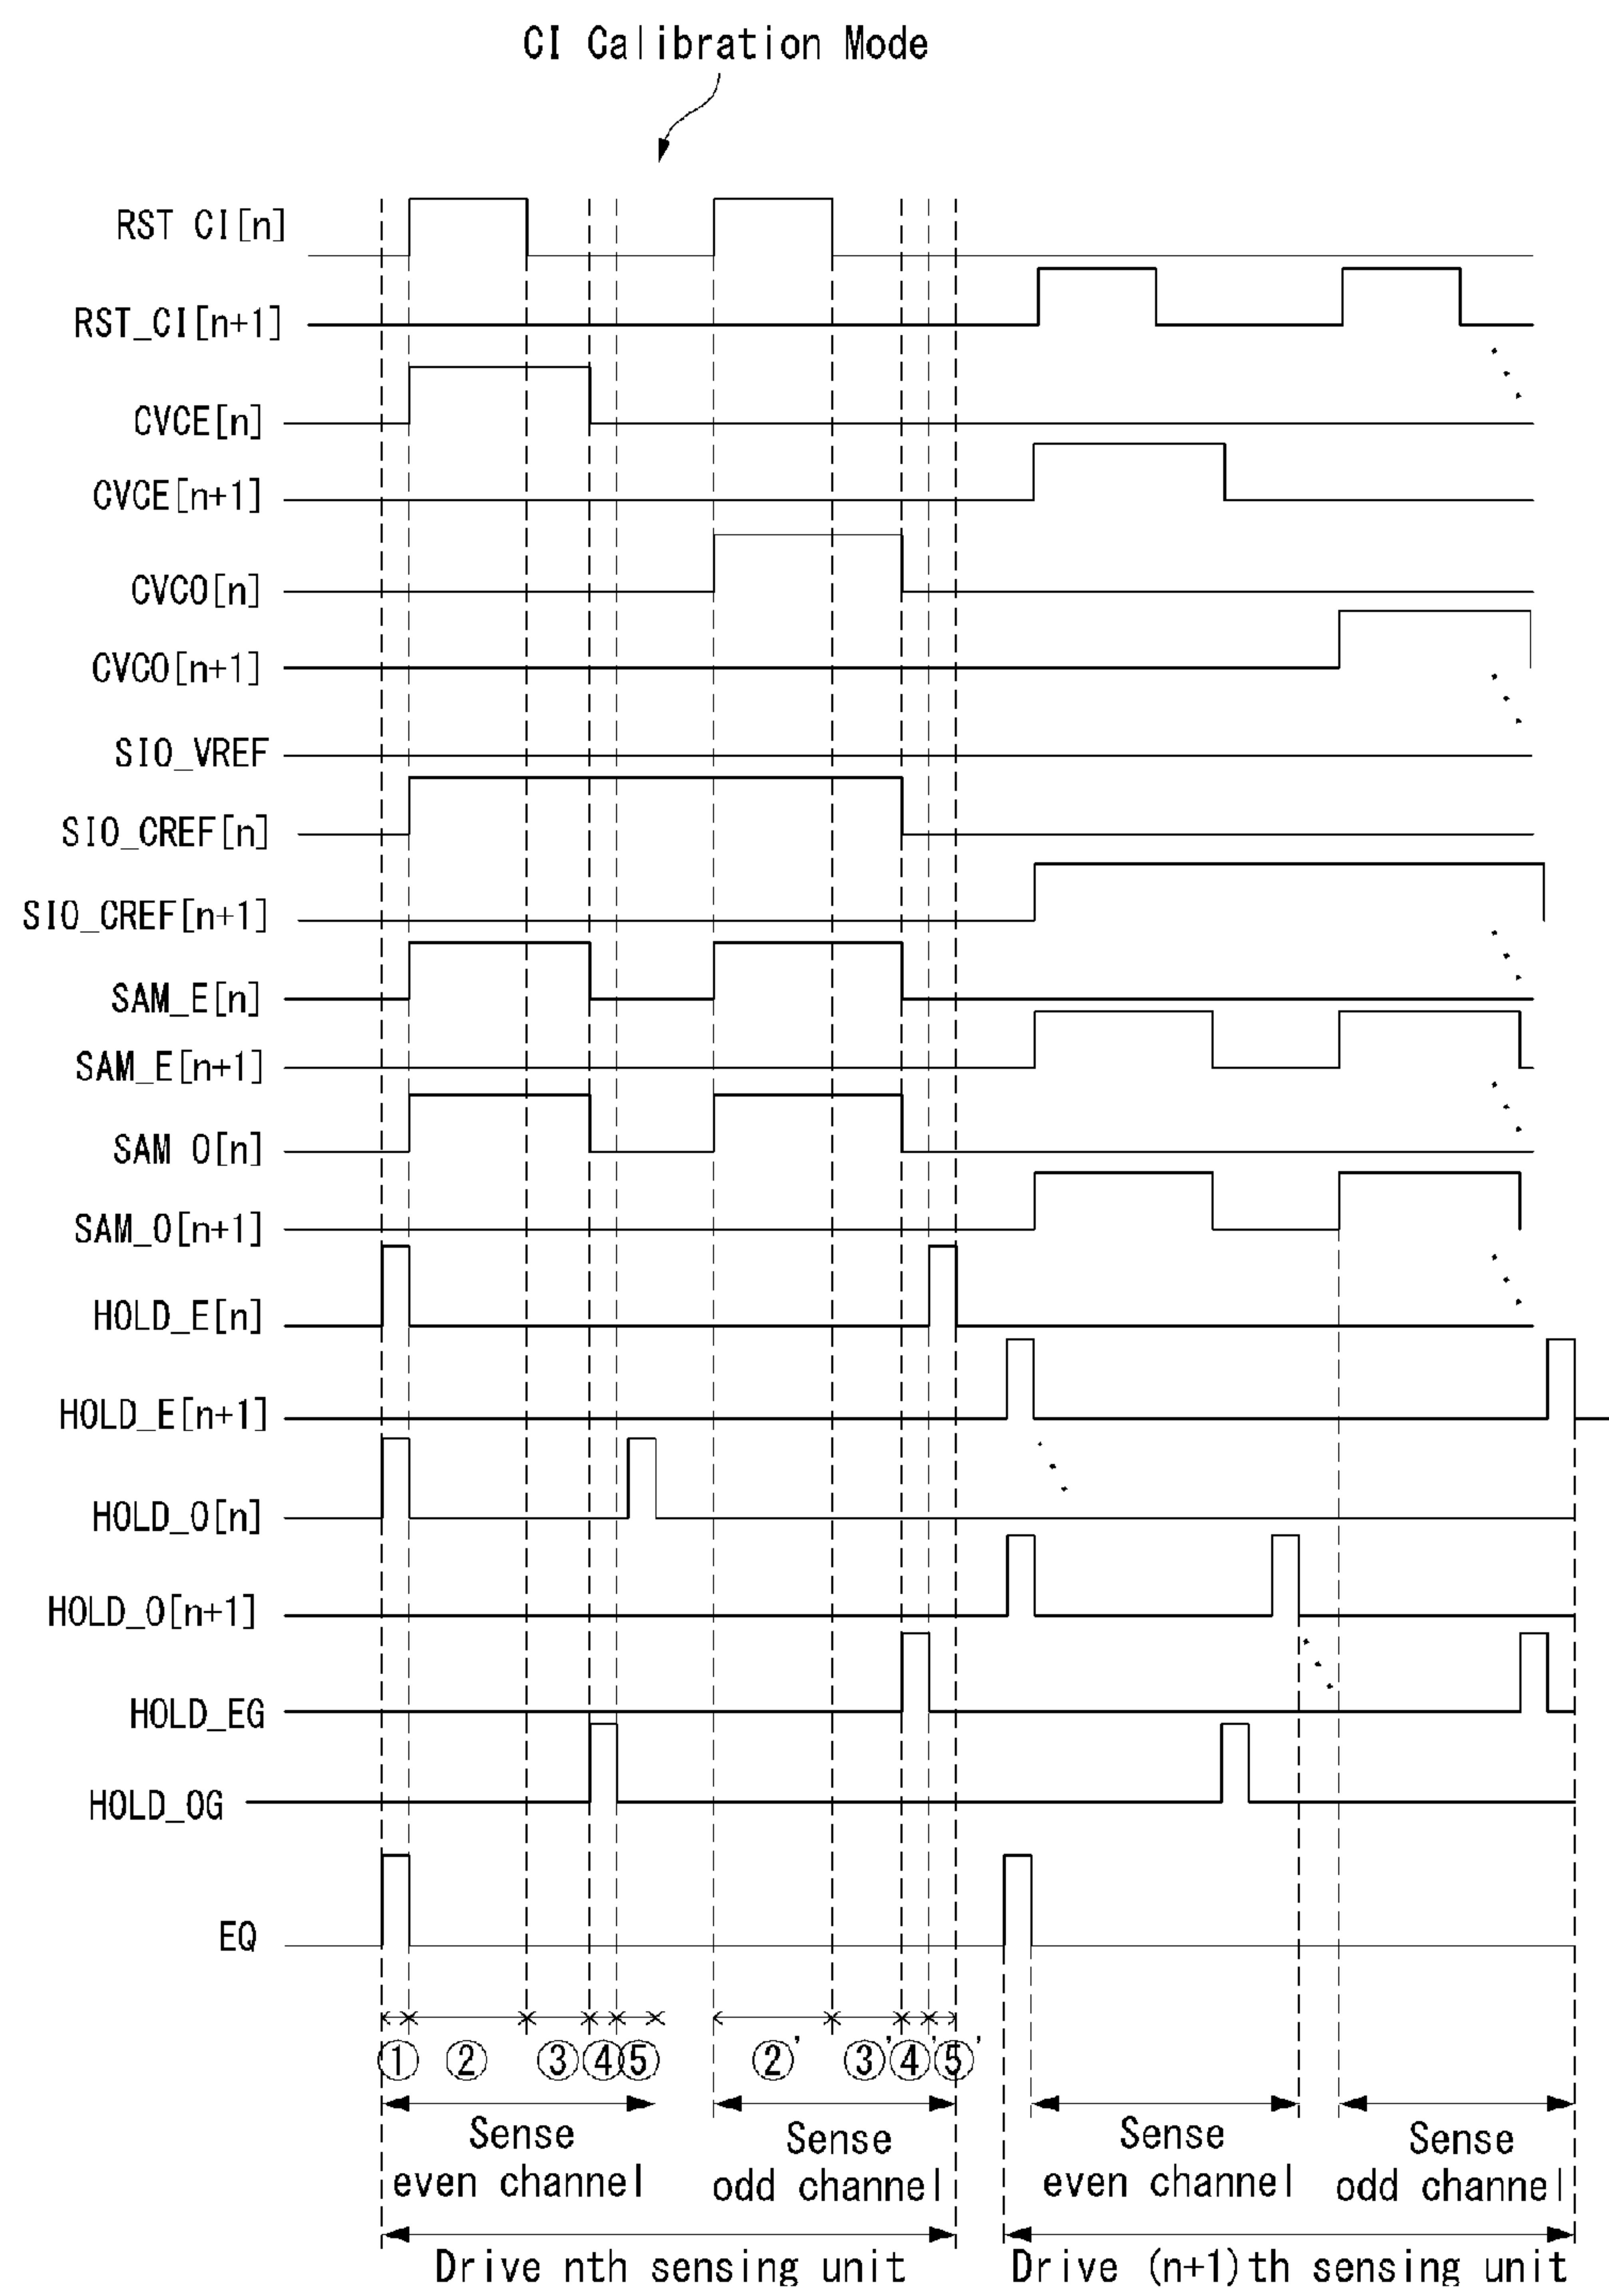 CI Calibration Mode
RST CI[n]
RST_CI[n+1]
CVCE[n]
CVCE[n+1]
CVCO[n]
CVCO[n+1]
SIO_VREF
SIO_CREF[n]
SIO_CREF[n+1]
SAM_E[n]
SAM_E[n+1]
SAM O[n]
SAM_O[n+1]
HOLD_E[n]
HOLD_E[n+1]
HOLD_O[n]
HOLD_O[n+1]
HOLD_EG
HOLD_OG
EQ
① ② ③ ④ ⑤ ②' ③' ④' ⑤'
Sense Sense Sense Sense
even channel odd channel even channel odd channel
Drive nth sensing unit Drive (n+1)th sensing unit